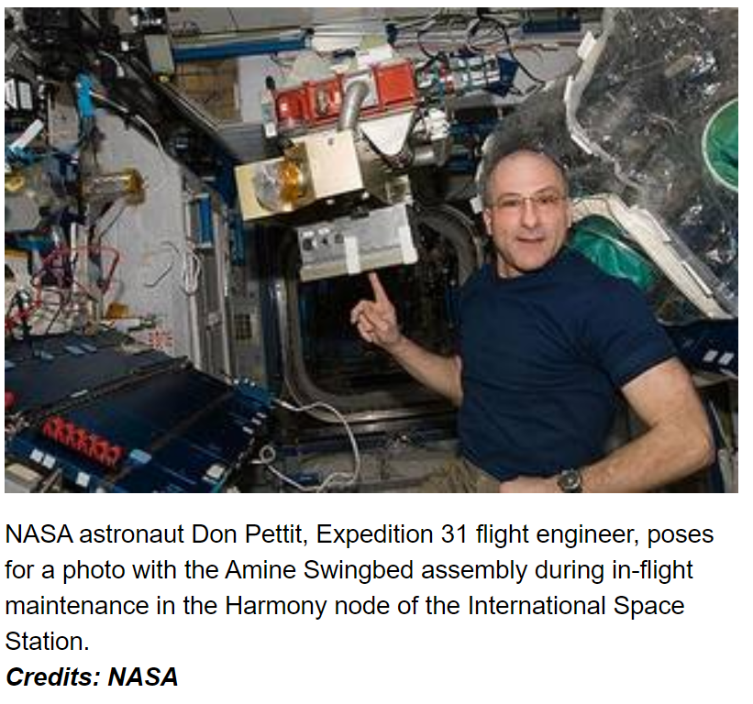 NASA astronaut Don Pettit, Expedition 31 flight engineer, poses
for a photo with the Amine Swingbed assembly during in-flight
maintenance in the Harmony node of the International Space
Station.
Credits: NASA